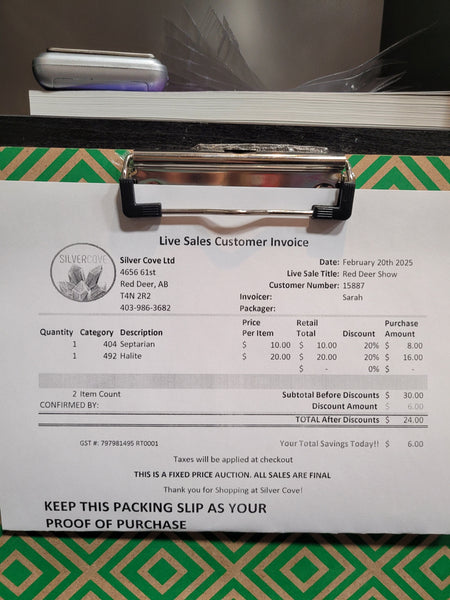 Live Sales Customer Invoice
SILVERCOVE
Silver Cove Ltd
4656 61st
Red Deer, AB
T4N 2R2
403-986-3682
Date: February 20th 2025
Live Sale Title: Red Deer Show
Customer Number: 15887
Invoicer: Sarah
Packager:
Quantity Category Description Price Per Item Retail Total Discount Purchase Amount
1 404 Septarian $ 10.00 $ 10.00 20% $ 8.00
1 492 Halite $ 20.00 $ 20.00 20% $ 16.00
$ - 0% $ -
2 Item Count Subtotal Before Discounts $ 30.00
CONFIRMED BY: Discount Amount $ 6.00
TOTAL After Discounts $ 24.00
GST #: 797981495 RT0001 Your Total Savings Today!! $ 6.00
Taxes will be applied at checkout
THIS IS A FIXED PRICE AUCTION. ALL SALES ARE FINAL
Thank you for Shopping at Silver Cove!
KEEP THIS PACKING SLIP AS YOUR
PROOF OF PURCHASE